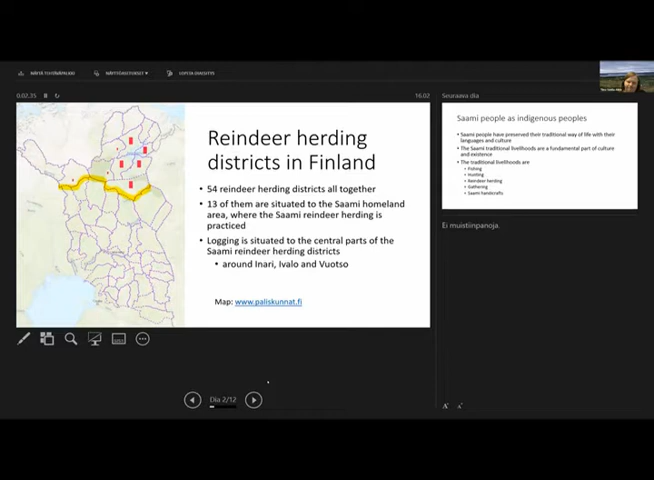 NÄYTÄ TEHTÄVÄPALKKI
NÄYTTÖASETUKSET
LOPETA DIAESITYS
0.02.35
16.02
Seuraava dia
Reindeer herding
districts in Finland
• 54 reindeer herding districts all together
• 13 of them are situated to the Saami homeland
area, where the Saami reindeer herding is
practiced
• Logging is situated to the central parts of the
Saami reindeer herding districts
• around Inari, Ivalo and Vuotso
Map: www.paliskunnat.fi
Saami people as indigenous peoples
• Saami people have preserved their traditional way of life with their
languages and culture
• The Saami traditional livelihoods are a fundamental part of culture
and existence
• The traditional livelihoods are
• Fishing
• Hunting
• Reindeer herding
• Gathering
• Saami handicrafts
Ei muistiinpanoja.
Dia 2/12
A A